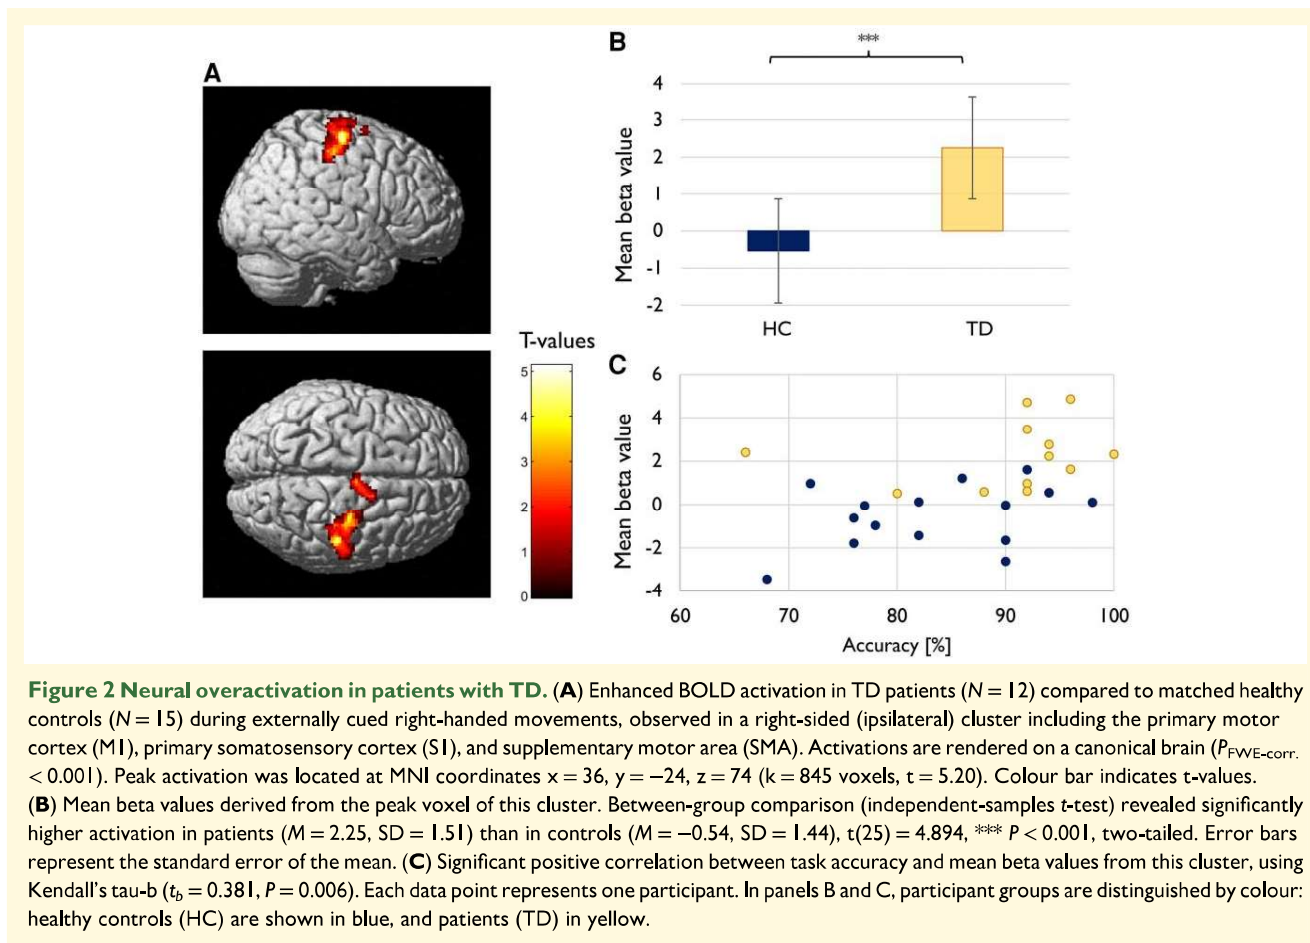 A
T-values
5
4
3
2
1
0
B
***
4
3
2
1
0
-1
-2
Mean beta value
HC
TD
C
6
4
2
0
-2
-4
Mean beta value
60
70
80
90
100
Accuracy [%]
Figure 2 Neural overactivation in patients with TD. (A) Enhanced BOLD activation in TD patients (N = 12) compared to matched healthy
controls (N = 15) during externally cued right-handed movements, observed in a right-sided (ipsilateral) cluster including the primary motor
cortex (M1), primary somatosensory cortex (S1), and supplementary motor area (SMA). Activations are rendered on a canonical brain (P FWE-corr.
< 0.001). Peak activation was located at MNI coordinates x = 36, y = −24, z = 74 (k = 845 voxels, t = 5.20). Colour bar indicates t-values.
(B) Mean beta values derived from the peak voxel of this cluster. Between-group comparison (independent-samples t-test) revealed significantly
higher activation in patients (M = 2.25, SD = 1.51) than in controls (M = −0.54, SD = 1.44), t(25) = 4.894, *** P < 0.001, two-tailed. Error bars
represent the standard error of the mean. (C) Significant positive correlation between task accuracy and mean beta values from this cluster, using
Kendall's tau-b (t_b = 0.381, P = 0.006). Each data point represents one participant. In panels B and C, participant groups are distinguished by colour:
healthy controls (HC) are shown in blue, and patients (TD) in yellow.